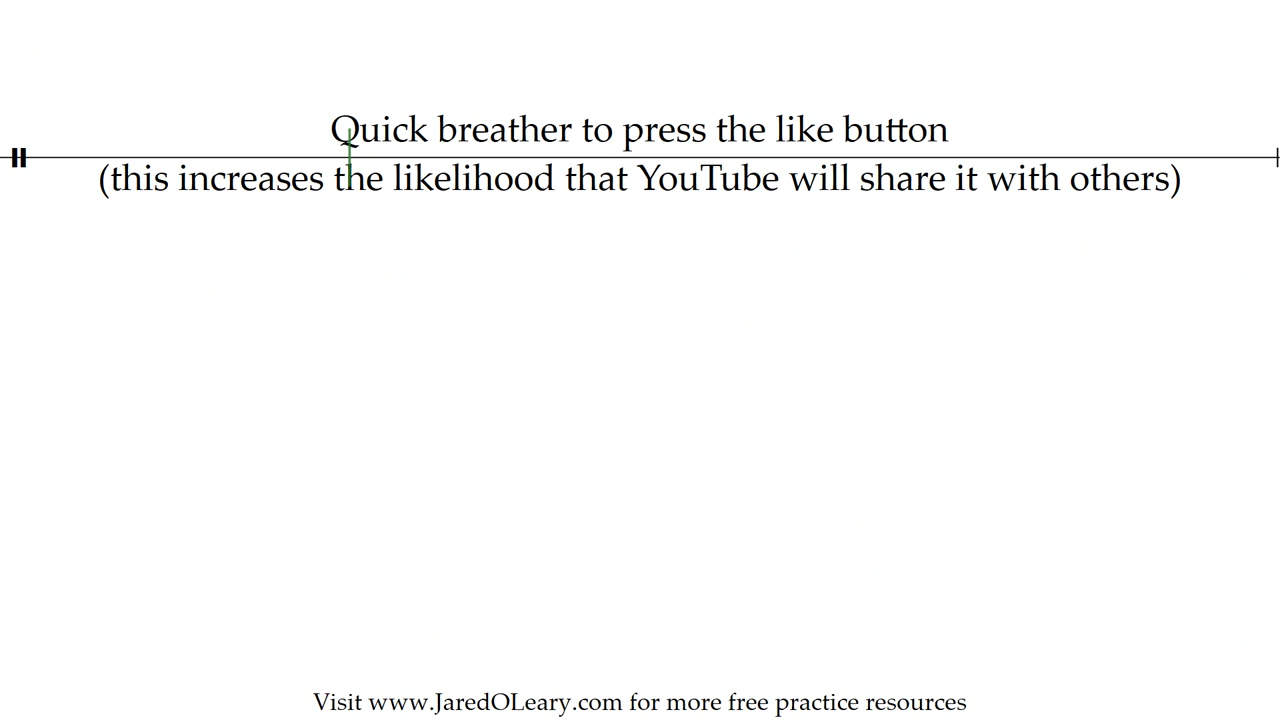 Quick breather to press the like button
(this increases the likelihood that YouTube will share it with others)
Visit www.JaredOLeary.com for more free practice resources